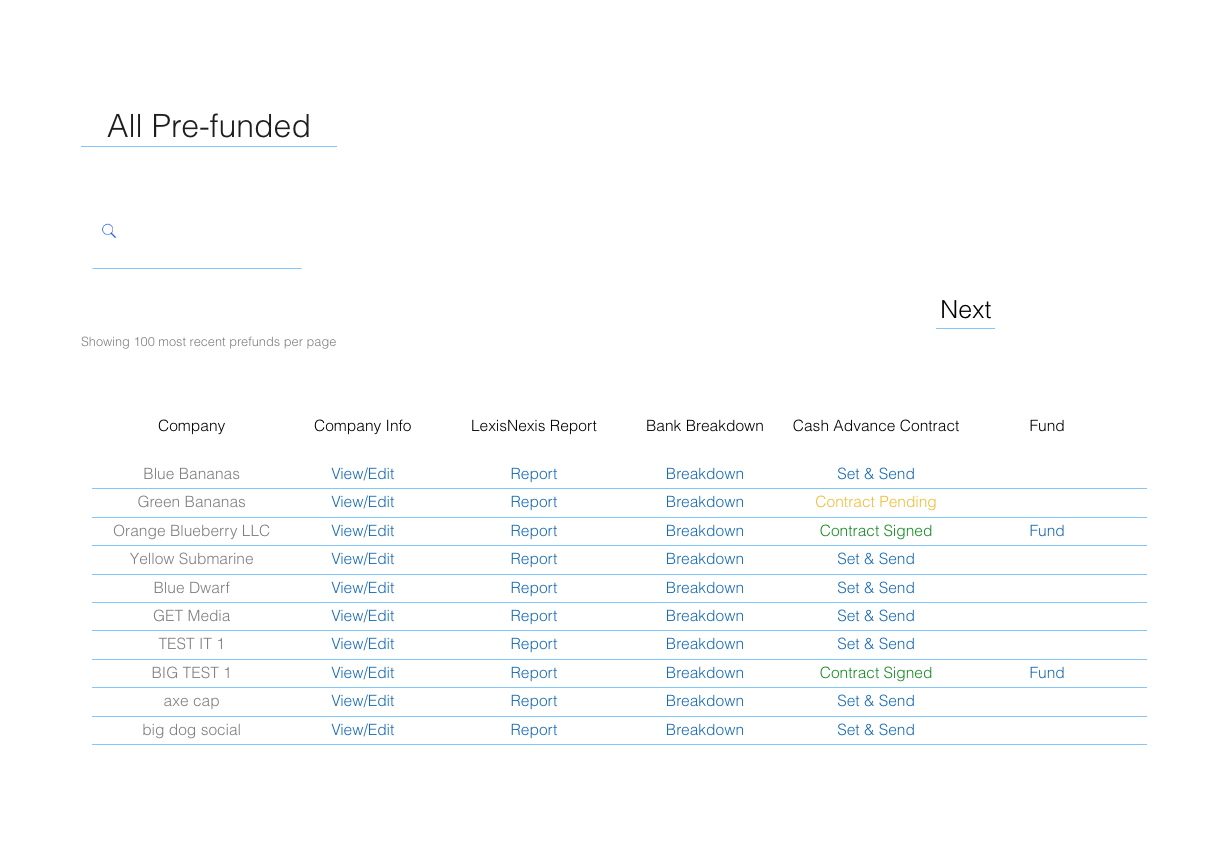 All Pre-funded
Next
Showing 100 most recent prefunds per page
Company Company Info LexisNexis Report Bank Breakdown Cash Advance Contract Fund
Blue Bananas View/Edit Report Breakdown Set & Send
Green Bananas View/Edit Report Breakdown Contract Pending
Orange Blueberry LLC View/Edit Report Breakdown Contract Signed Fund
Yellow Submarine View/Edit Report Breakdown Set & Send
Blue Dwarf View/Edit Report Breakdown Set & Send
GET Media View/Edit Report Breakdown Set & Send
TEST IT 1 View/Edit Report Breakdown Set & Send
BIG TEST 1 View/Edit Report Breakdown Contract Signed Fund
axe cap View/Edit Report Breakdown Set & Send
big dog social View/Edit Report Breakdown Set & Send